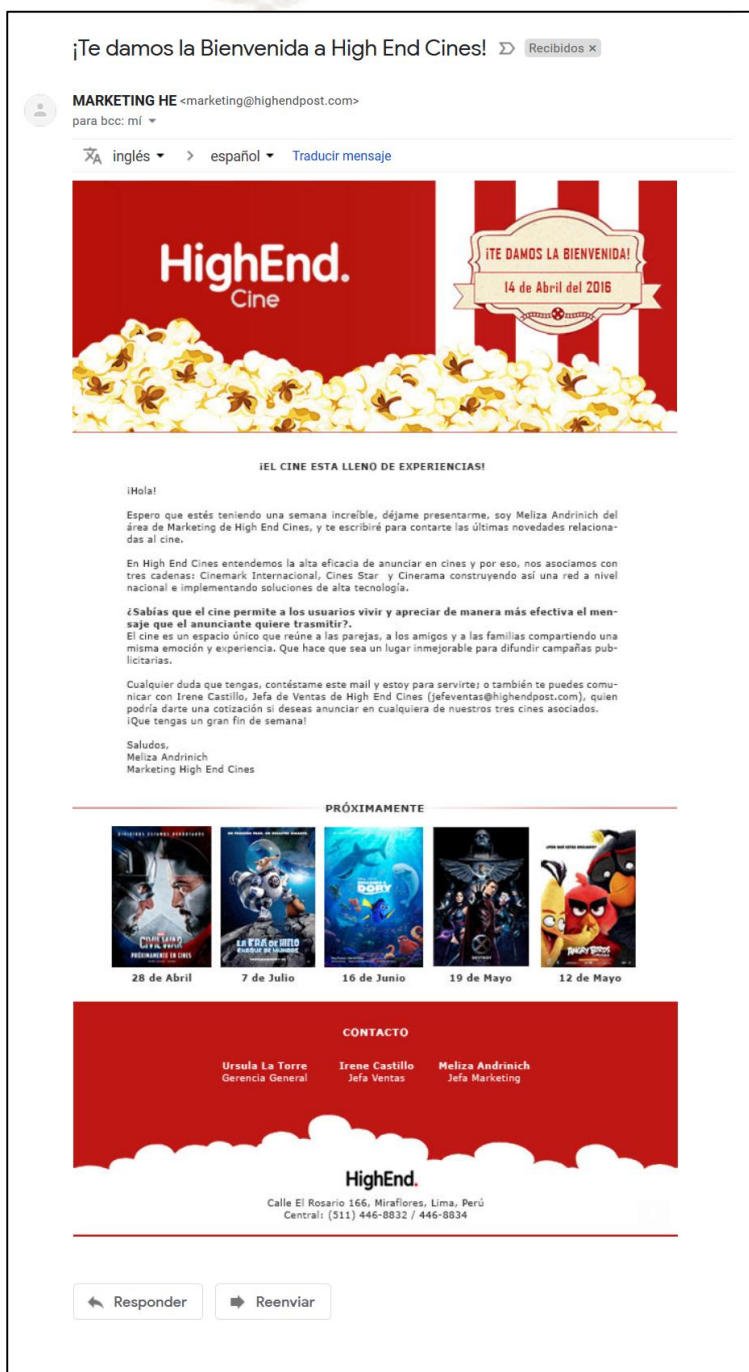 ¡Te damos la Bienvenida a High End Cines! Recibidos ×
MARKETING HE <marketing@highendpost.com>
para bcc: mí
inglés > español Traducir mensaje
HighEnd.
Cine
¡TE DAMOS LA BIENVENIDA!
14 de Abril del 2016
¡EL CINE ESTA LLENO DE EXPERIENCIAS!
¡Hola!
Espero que estés teniendo una semana increíble, déjame presentarme, soy Meliza Andrinich del
área de Marketing de High End Cines, y te escribiré para contarte las últimas novedades relaciona-
das al cine.
En High End Cines entendemos la alta eficacia de anunciar en cines y por eso, nos asociamos con
tres cadenas: Cinemark Internacional, Cines Star y Cinerama construyendo así una red a nivel
nacional e implementando soluciones de alta tecnología.
¿Sabías que el cine permite a los usuarios vivir y apreciar de manera más efectiva el men-
saje que el anunciante quiere trasmitir?.
El cine es un espacio único que reúne a las parejas, a los amigos y a las familias compartiendo una
misma emoción y experiencia. Que hace que sea un lugar inmejorable para difundir campañas pub-
licitarias.
Cualquier duda que tengas, contéstame este mail y estoy para servirte; o también te puedes comu-
nicar con Irene Castillo, Jefa de Ventas de High End Cines (jefeventas@highendpost.com), quien
podría darte una cotización si deseas anunciar en cualquiera de nuestros tres cines asociados.
¡Que tengas un gran fin de semana!
Saludos,
Meliza Andrinich
Marketing High End Cines
PRÓXIMAMENTE
DIVIDIDOS ESTAMOS DERROTADOS
CIVIL WAR
PRÓXIMAMENTE EN CINES
LA ERA DE HIELO
CHOQUE DE MUNDOS
DORY
ANGRY BIRDS
28 de Abril 7 de Julio 16 de Junio 19 de Mayo 12 de Mayo
CONTACTO
Ursula La Torre Irene Castillo Meliza Andrinich
Gerencia General Jefa Ventas Jefa Marketing
HighEnd.
Calle El Rosario 166, Miraflores, Lima, Perú
Central: (511) 446-8832 / 446-8834
Responder Reenviar